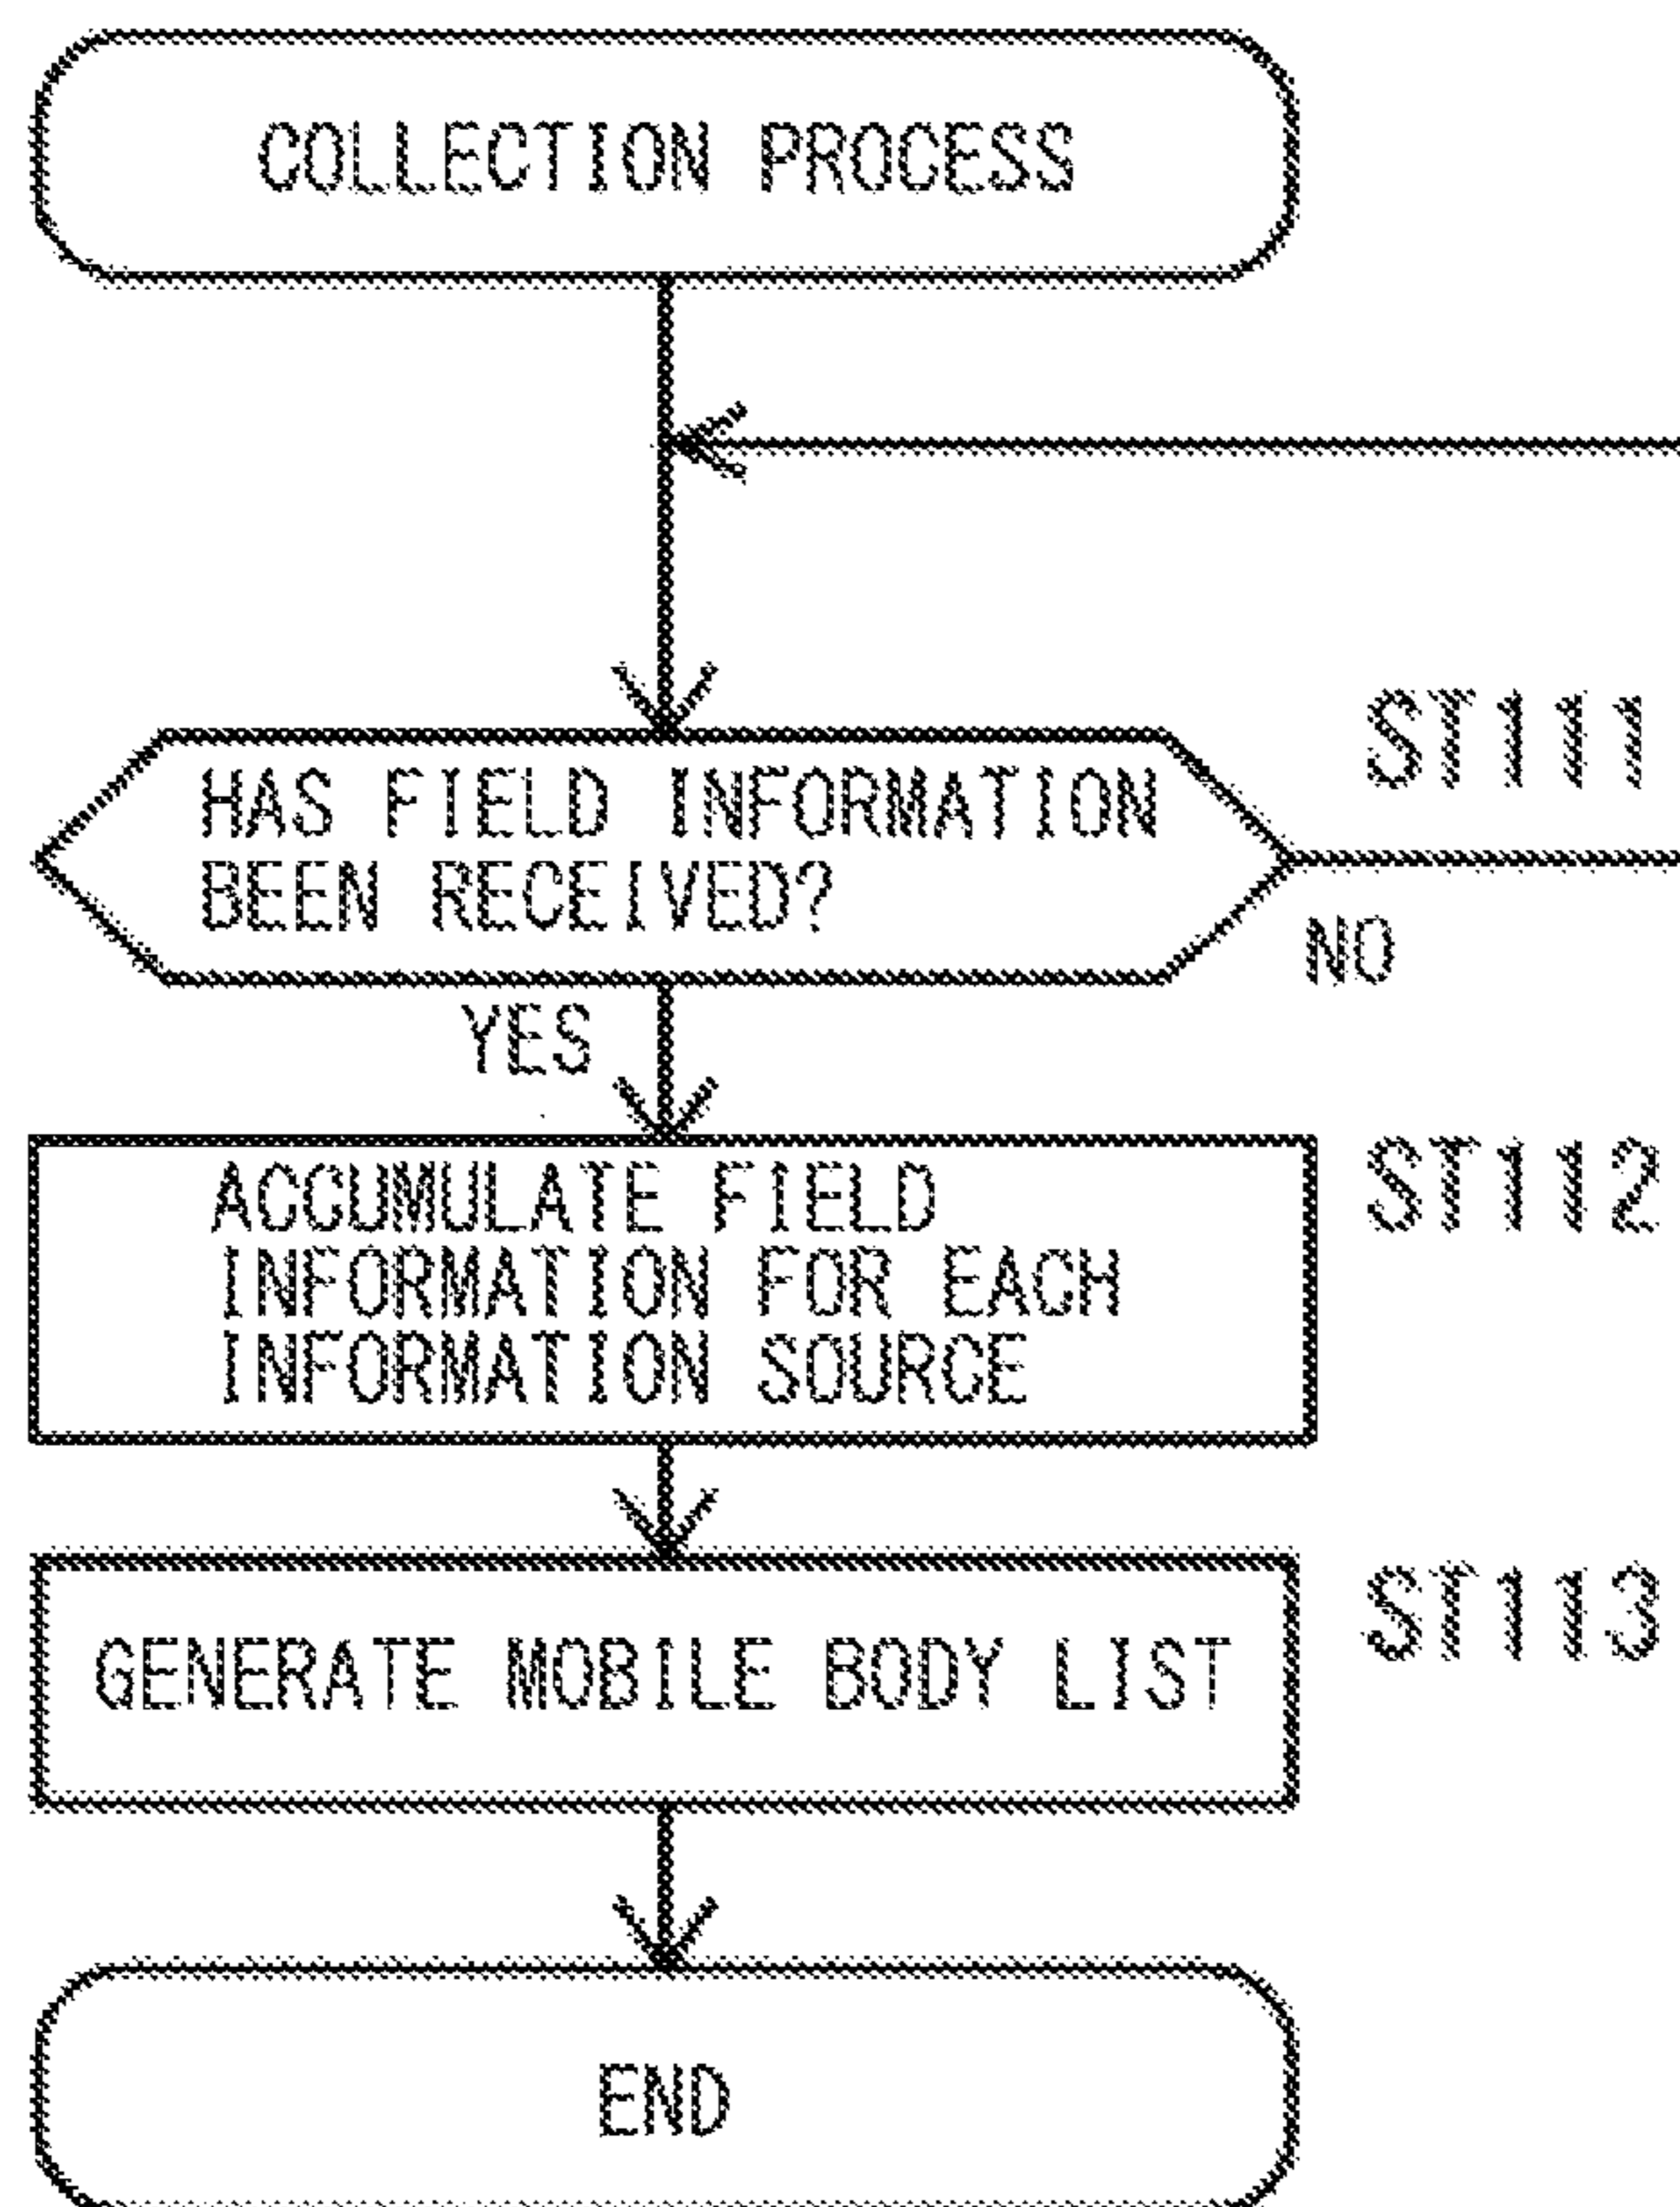 COLLECTION PROCESS
ST111
HAS FIELD INFORMATION
BEEN RECEIVED?
NO
YES
ST112
ACCUMULATE FIELD
INFORMATION FOR EACH
INFORMATION SOURCE
ST113
GENERATE MOBILE BODY LIST
END